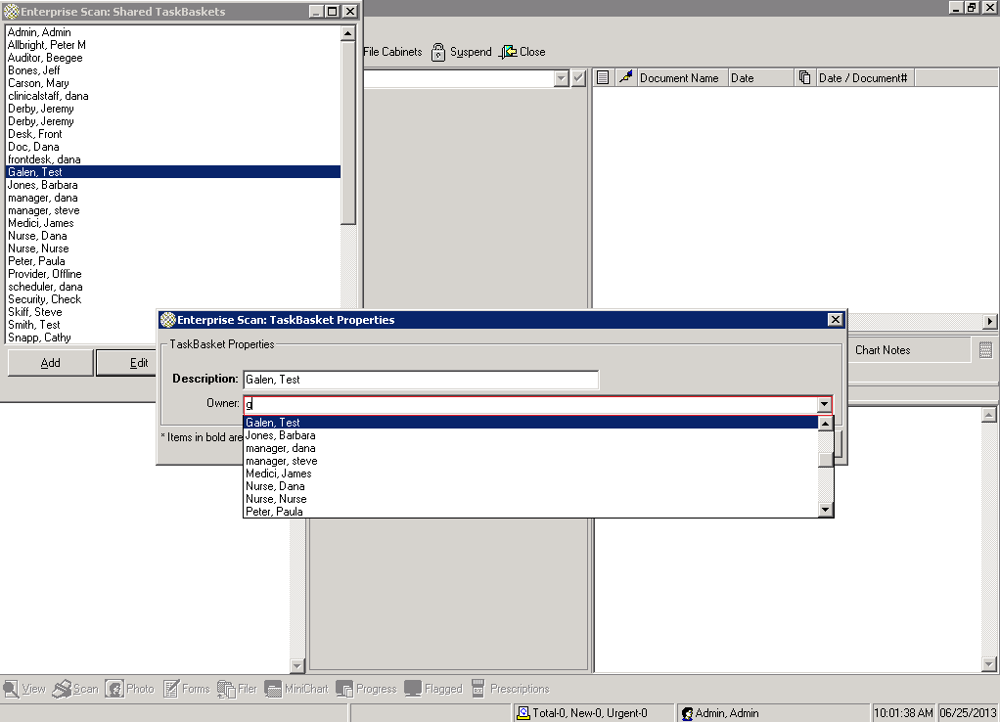 Enterprise Scan: Shared TaskBaskets
Admin, Admin
Allbright, Peter M
Auditor, Beegee
Bones, Jeff
Carson, Mary
clinicalstaff, dana
Derby, Jeremy
Derby, Jeremy
Desk, Front
Doc, Dana
frontdesk, dana
Galen, Test
Jones, Barbara
manager, dana
manager, steve
Medici, James
Nurse, Dana
Nurse, Nurse
Peter, Paula
Provider, Offline
scheduler, dana
Security, Check
Skiff, Steve
Smith, Test
Snapp, Cathy
Add Edit
File Cabinets Suspend Close
Document Name Date Date / Document#
Chart Notes
Enterprise Scan: TaskBasket Properties
TaskBasket Properties
Description: Galen, Test
Owner: g
* Items in bold are
Galen, Test
Jones, Barbara
manager, dana
manager, steve
Medici, James
Nurse, Dana
Nurse, Nurse
Peter, Paula
View Scan Photo Forms Filer MiniChart Progress Flagged Prescriptions
Total-0, New-0, Urgent-0 Admin, Admin 10:01:38 AM 06/25/2013